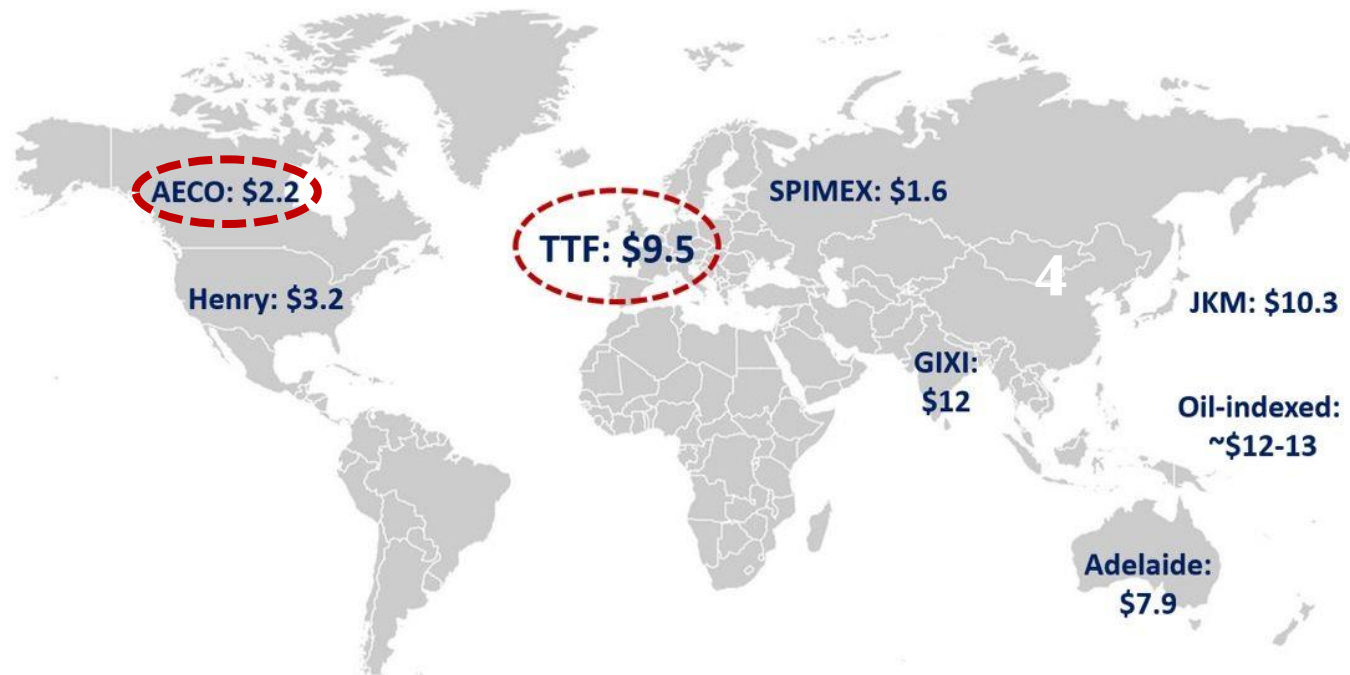 AECO: $2.2
SPIMEX: $1.6
TTF: $9.5
4
Henry: $3.2
JKM: $10.3
GIXI:
$12
Oil-indexed:
~$12-13
Adelaide:
$7.9